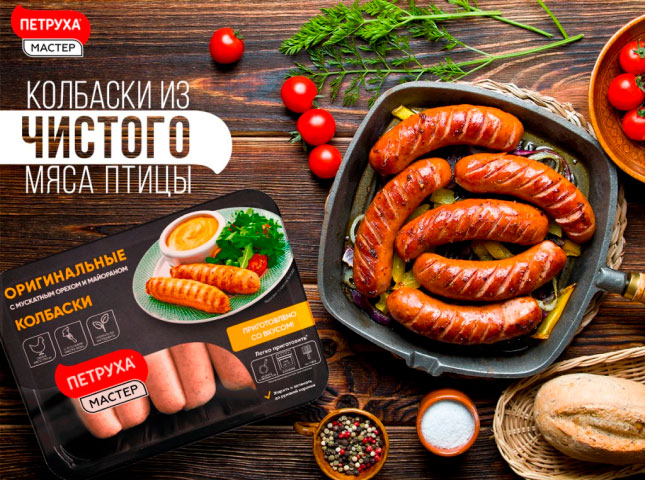 ПЕТРУХА
МАСТЕР
КОЛБАСКИ ИЗ
ЧИСТОГО
МЯСА ПТИЦЫ
ОРИГИНАЛЬНЫЕ
С МУСКАТНЫМ ОРЕХОМ И МАЙОРАНОМ
КОЛБАСКИ
ПРИГОТОВЛЕНО
СО ВКУСОМ!
Легко приготовить
ПЕТРУХА
МАСТЕР